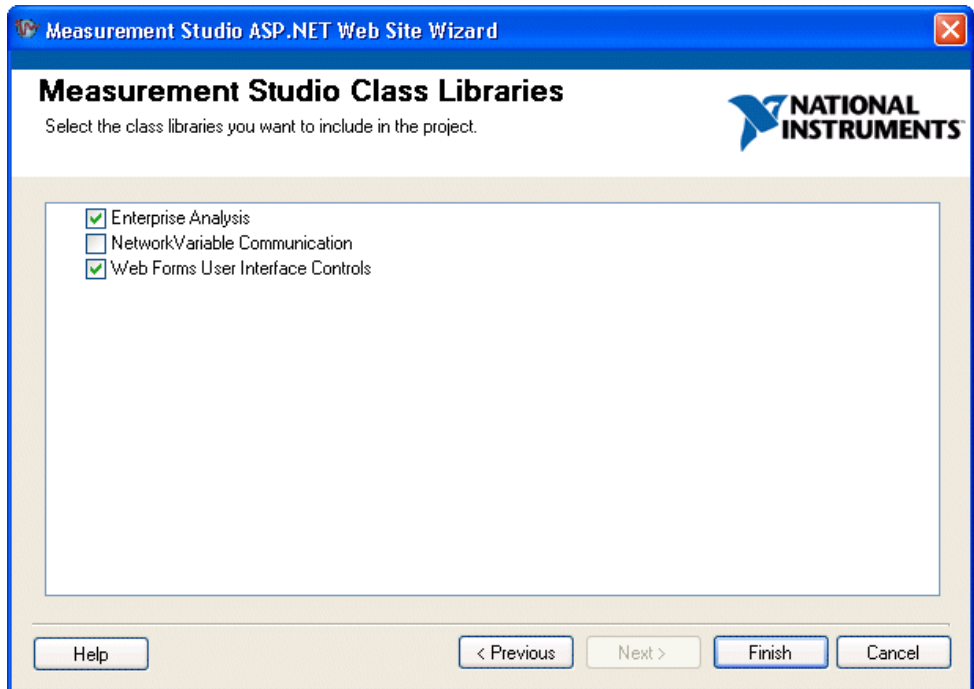 Measurement Studio ASP.NET Web Site Wizard
Measurement Studio Class Libraries
Select the class libraries you want to include in the project.
NATIONAL
INSTRUMENTS
Enterprise Analysis
NetworkVariable Communication
Web Forms User Interface Controls
Help
< Previous
Next >
Finish
Cancel